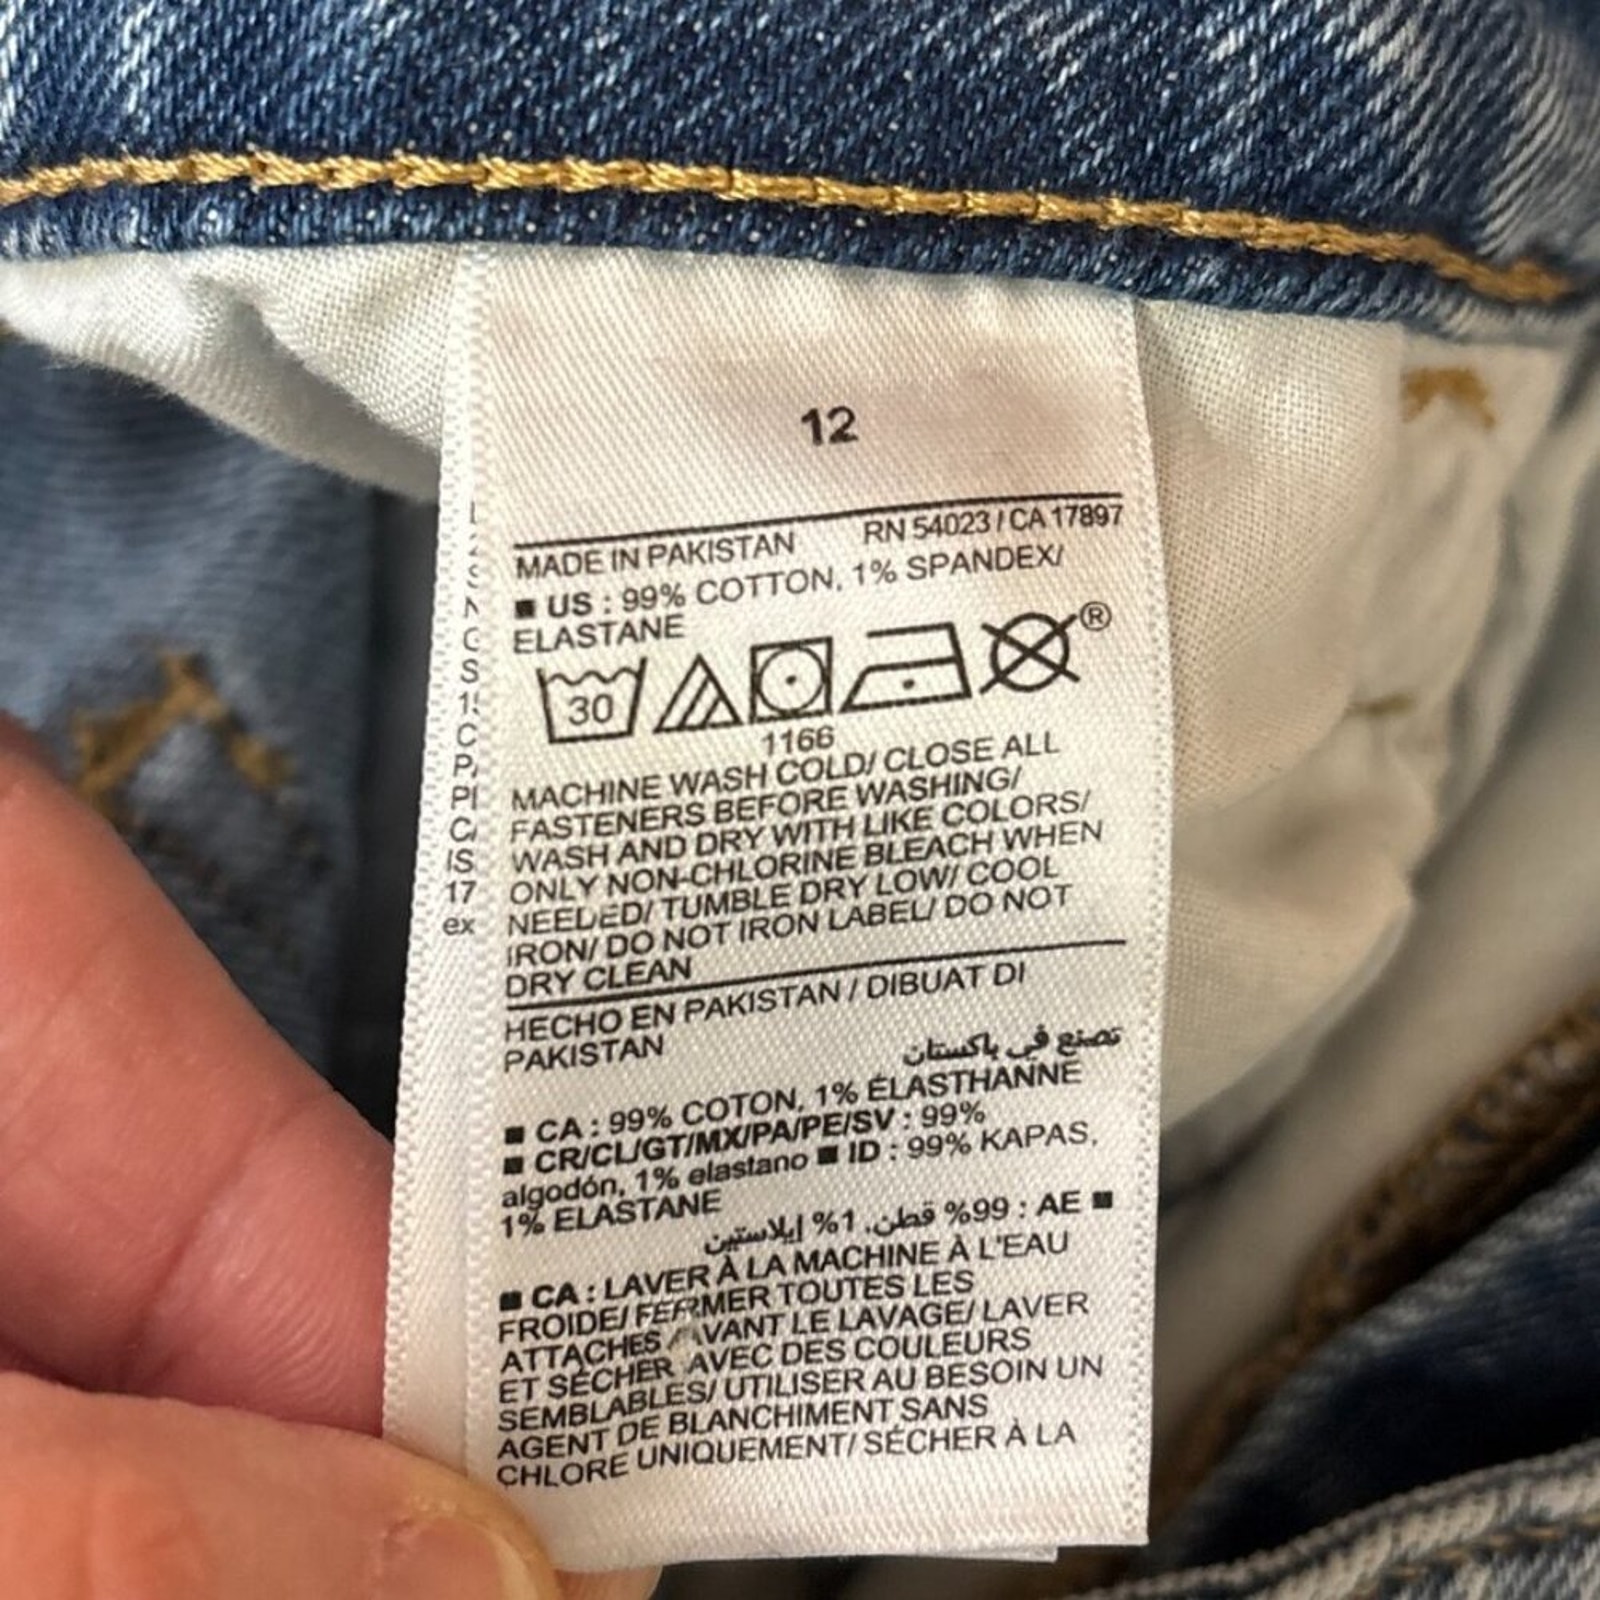 12
MADE IN PAKISTAN RN 54023 / CA 17897
■ US : 99% COTTON, 1% SPANDEX/
ELASTANE
30
®
1166
MACHINE WASH COLD/ CLOSE ALL
FASTENERS BEFORE WASHING/
WASH AND DRY WITH LIKE COLORS/
ONLY NON-CHLORINE BLEACH WHEN
NEEDED/ TUMBLE DRY LOW/ COOL
IRON/ DO NOT IRON LABEL/ DO NOT
DRY CLEAN
HECHO EN PAKISTAN / DIBUAT DI
PAKISTAN
تصنع في باكستان
■ CA : 99% COTON, 1% ÉLASTHANNE
■ CR/CL/GT/MX/PA/PE/SV : 99%
algodón, 1% elastano ■ ID : 99% KAPAS,
1% ELASTANE
■ AE : 99% قطن, 1% إيلاستين
■ CA : LAVER À LA MACHINE À L'EAU
FROIDE/ FERMER TOUTES LES
ATTACHES AVANT LE LAVAGE/ LAVER
ET SÉCHER AVEC DES COULEURS
SEMBLABLES/ UTILISER AU BESOIN UN
AGENT DE BLANCHIMENT SANS
CHLORE UNIQUEMENT/ SÉCHER À LA